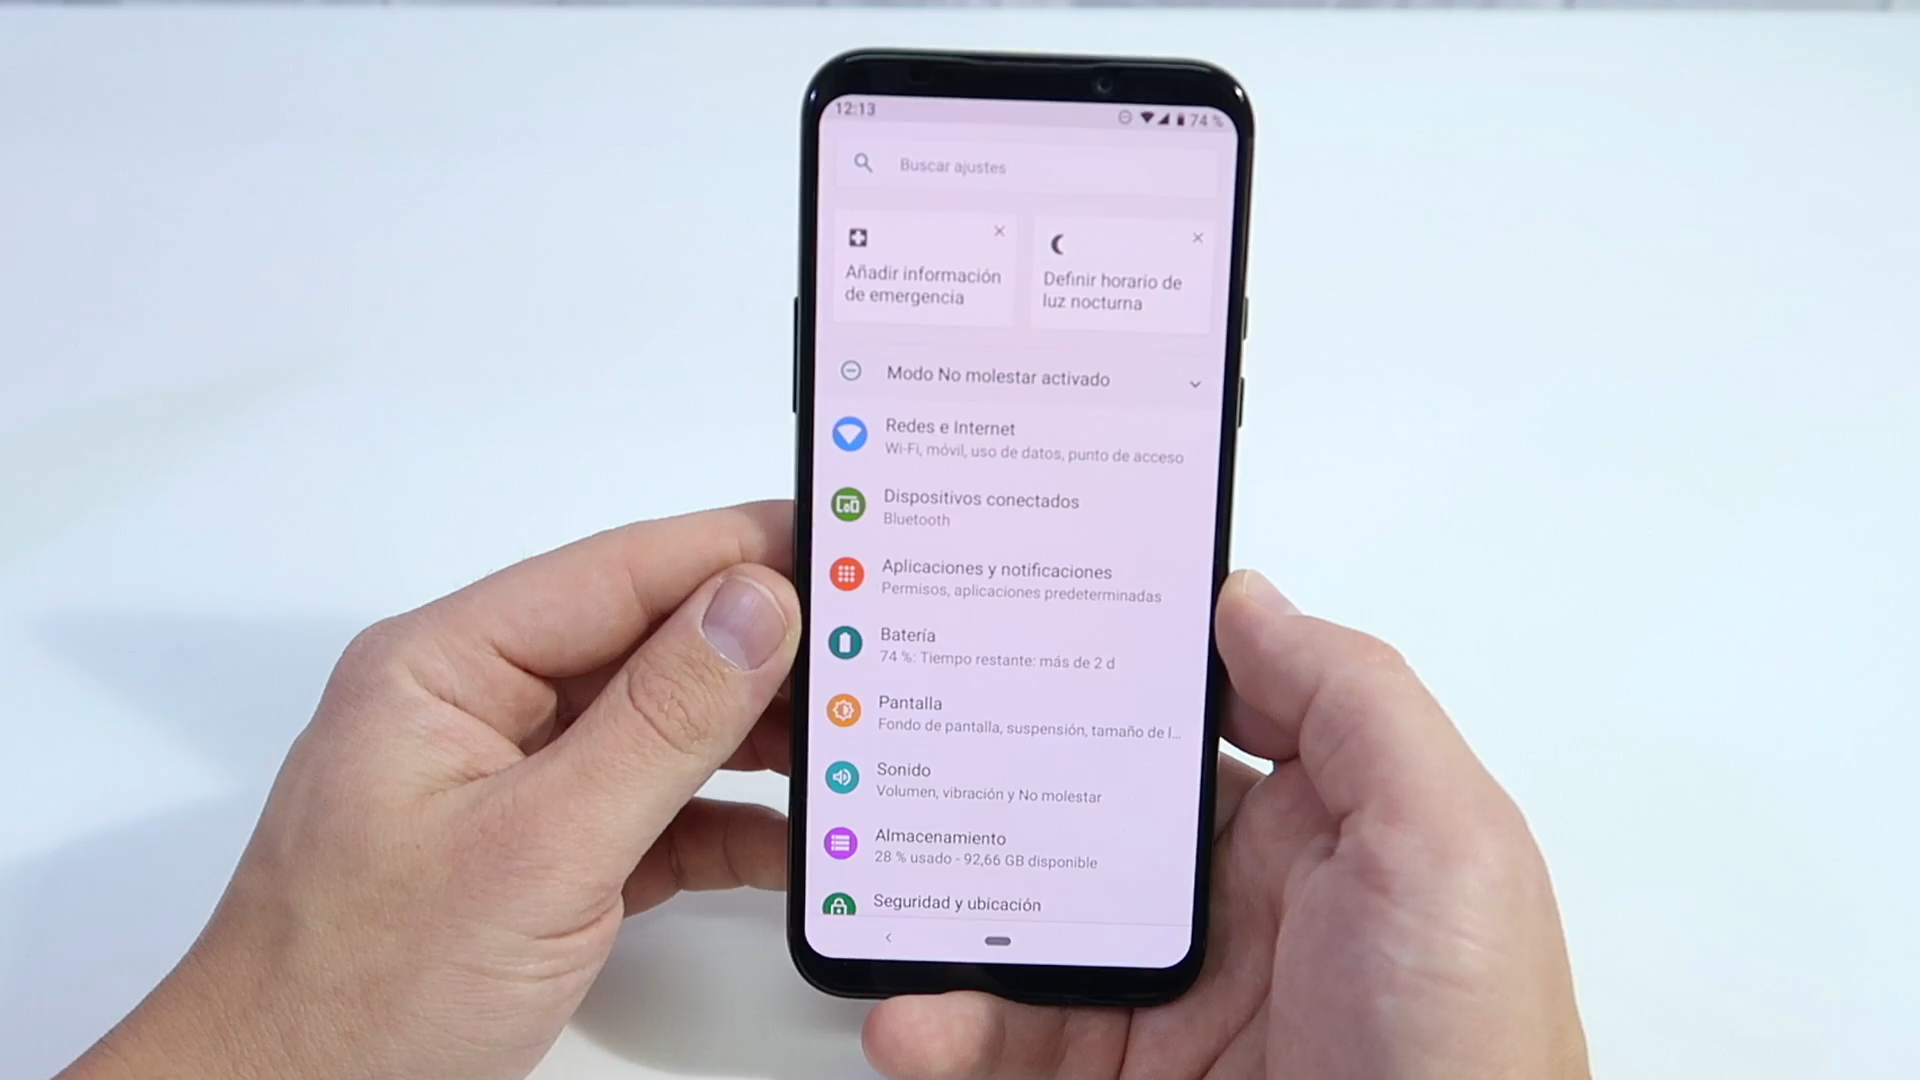 12:13
74 %
Buscar ajustes
Añadir información
de emergencia
Definir horario de
luz nocturna
Modo No molestar activado
Redes e Internet
Wi-Fi, móvil, uso de datos, punto de acceso
Dispositivos conectados
Bluetooth
Aplicaciones y notificaciones
Permisos, aplicaciones predeterminadas
Batería
74 %: Tiempo restante: más de 2 d
Pantalla
Fondo de pantalla, suspensión, tamaño de l...
Sonido
Volumen, vibración y No molestar
Almacenamiento
28 % usado - 92,66 GB disponible
Seguridad y ubicación